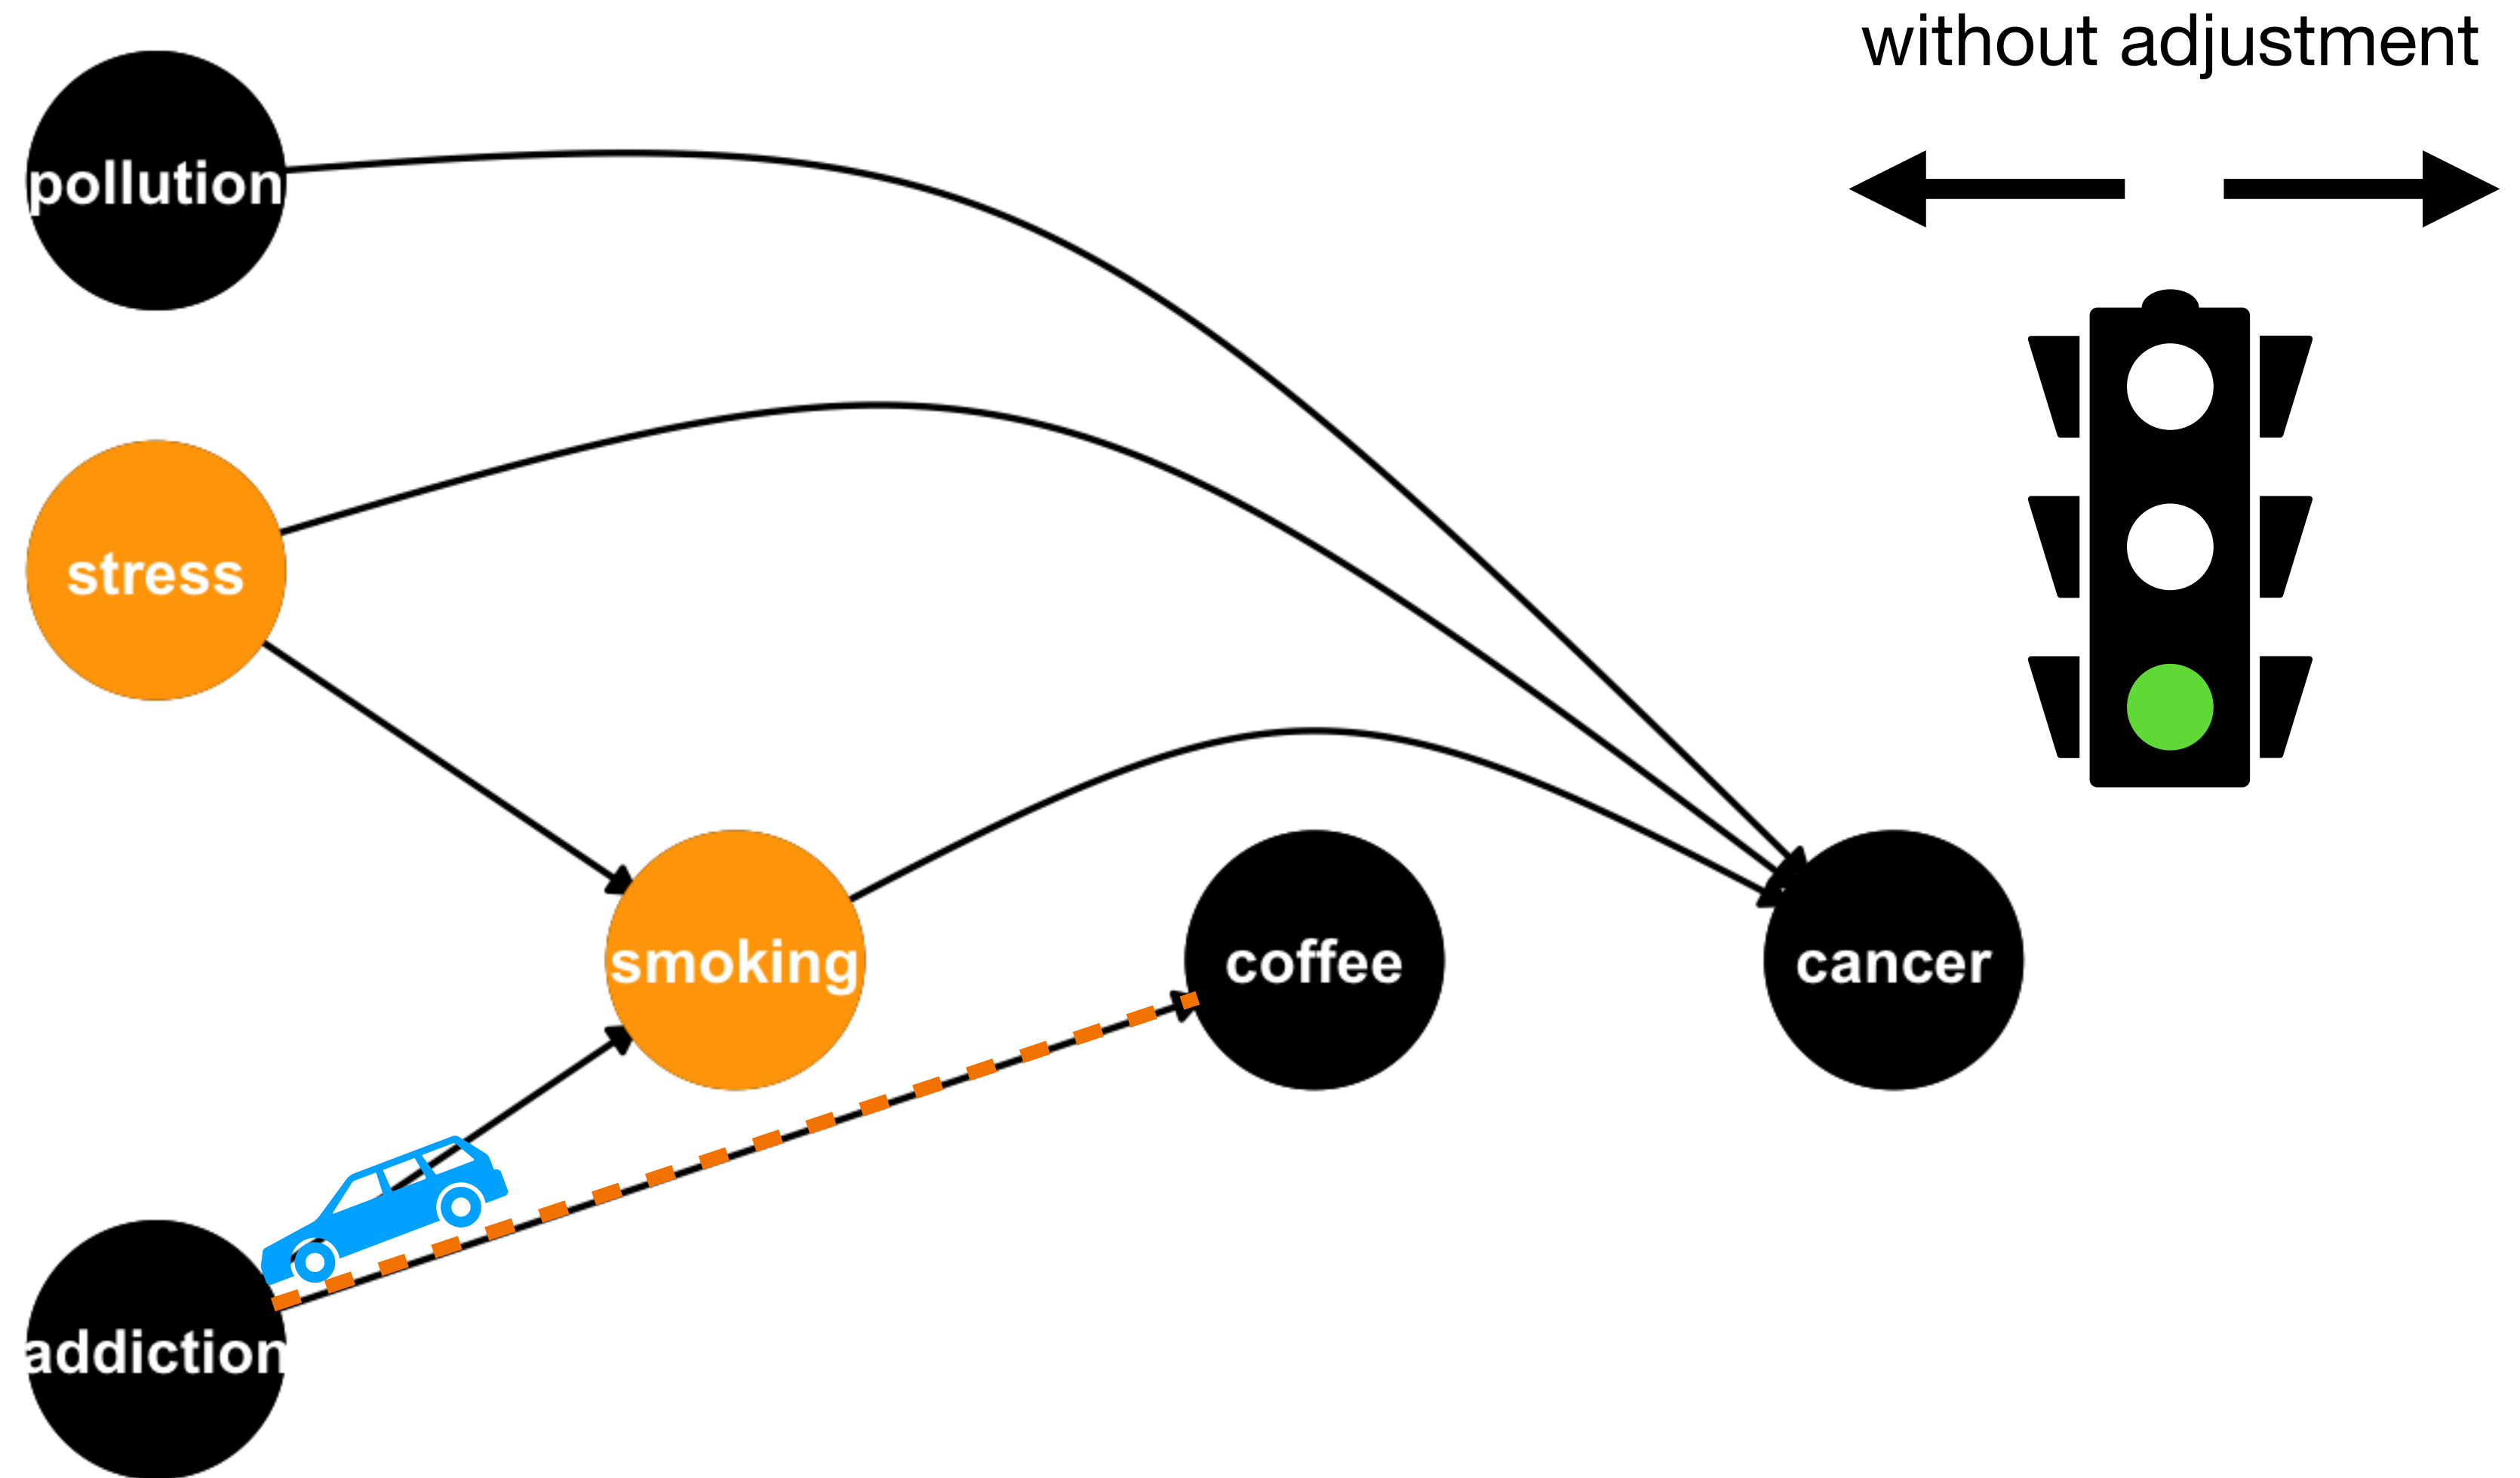 without adjustment
pollution
stress
smoking
coffee
cancer
addiction